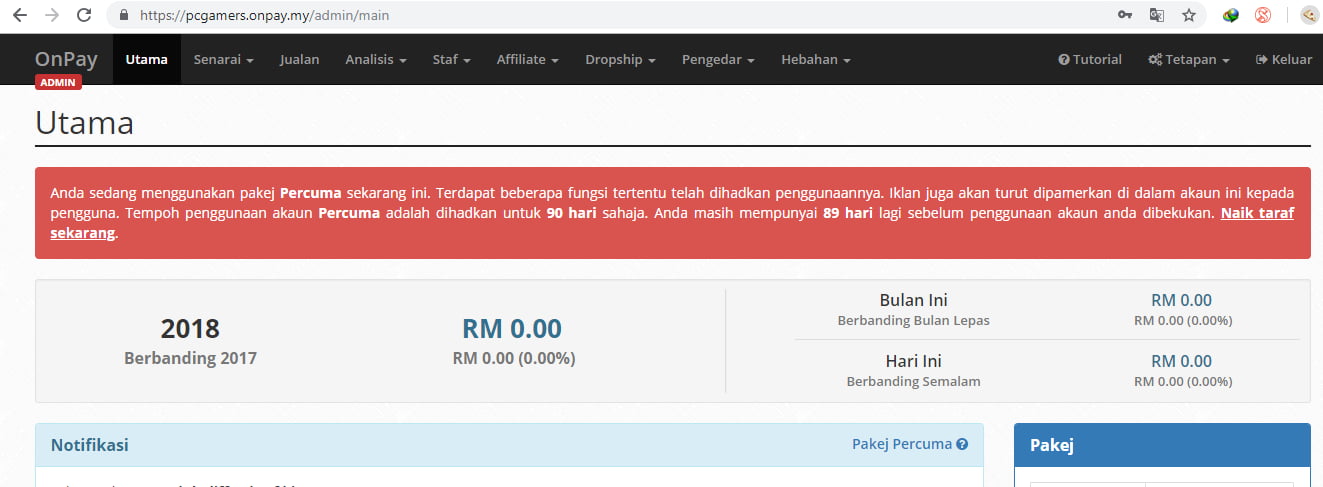 https://pcgamers.onpay.my/admin/main
OnPay Utama Senarai Jualan Analisis Staf Affiliate Dropship Pengedar Hebahan Tutorial Tetapan Keluar
ADMIN
Utama
Anda sedang menggunakan pakej Percuma sekarang ini. Terdapat beberapa fungsi tertentu telah dihadkan penggunaannya. Iklan juga akan turut dipamerkan di dalam akaun ini kepada
pengguna. Tempoh penggunaan akaun Percuma adalah dihadkan untuk 90 hari sahaja. Anda masih mempunyai 89 hari lagi sebelum penggunaan akaun anda dibekukan. Naik taraf
sekarang.
2018 RM 0.00
Berbanding 2017 RM 0.00 (0.00%)
Bulan Ini RM 0.00
Berbanding Bulan Lepas RM 0.00 (0.00%)
Hari Ini RM 0.00
Berbanding Semalam RM 0.00 (0.00%)
Notifikasi Pakej Percuma
Pakej